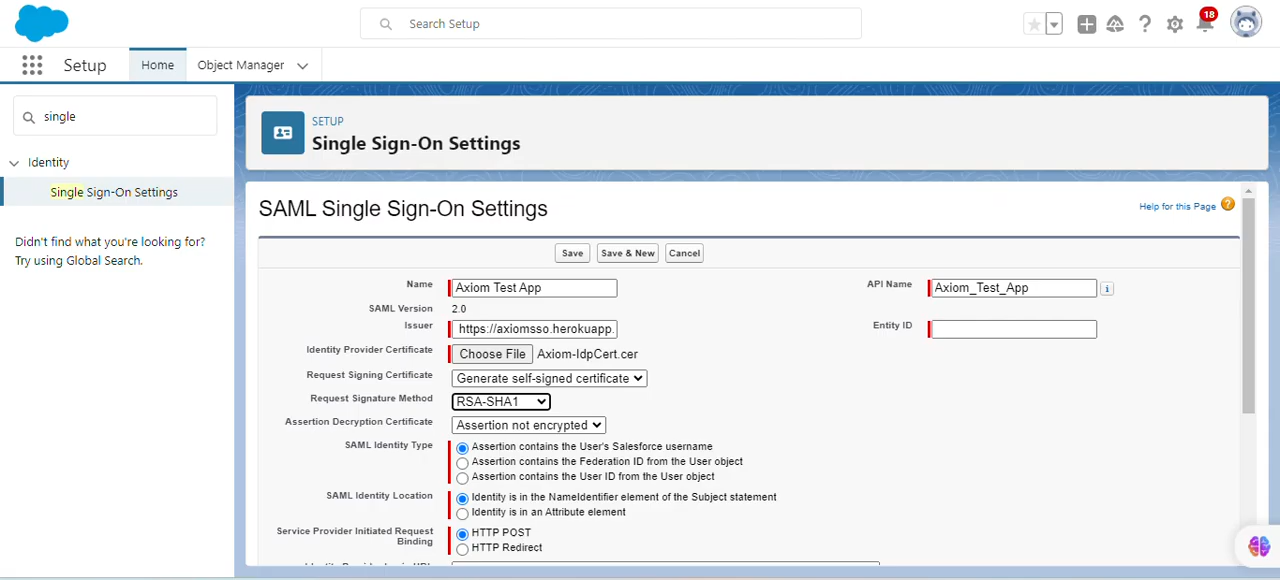 Search Setup
18
Setup
Home
Object Manager
single
Identity
Single Sign-On Settings
Didn't find what you're looking for?
Try using Global Search.
SETUP
Single Sign-On Settings
SAML Single Sign-On Settings
Help for this Page ?
Save
Save & New
Cancel
Name
Axiom Test App
API Name
Axiom_Test_App
i
SAML Version
2.0
Issuer
https://axiomsso.herokuapp.
Entity ID
Identity Provider Certificate
Choose File
Axiom-IdpCert.cer
Request Signing Certificate
Generate self-signed certificate
Request Signature Method
RSA-SHA1
Assertion Decryption Certificate
Assertion not encrypted
SAML Identity Type
Assertion contains the User's Salesforce username
Assertion contains the Federation ID from the User object
Assertion contains the User ID from the User object
SAML Identity Location
Identity is in the NameIdentifier element of the Subject statement
Identity is in an Attribute element
Service Provider Initiated Request
Binding
HTTP POST
HTTP Redirect